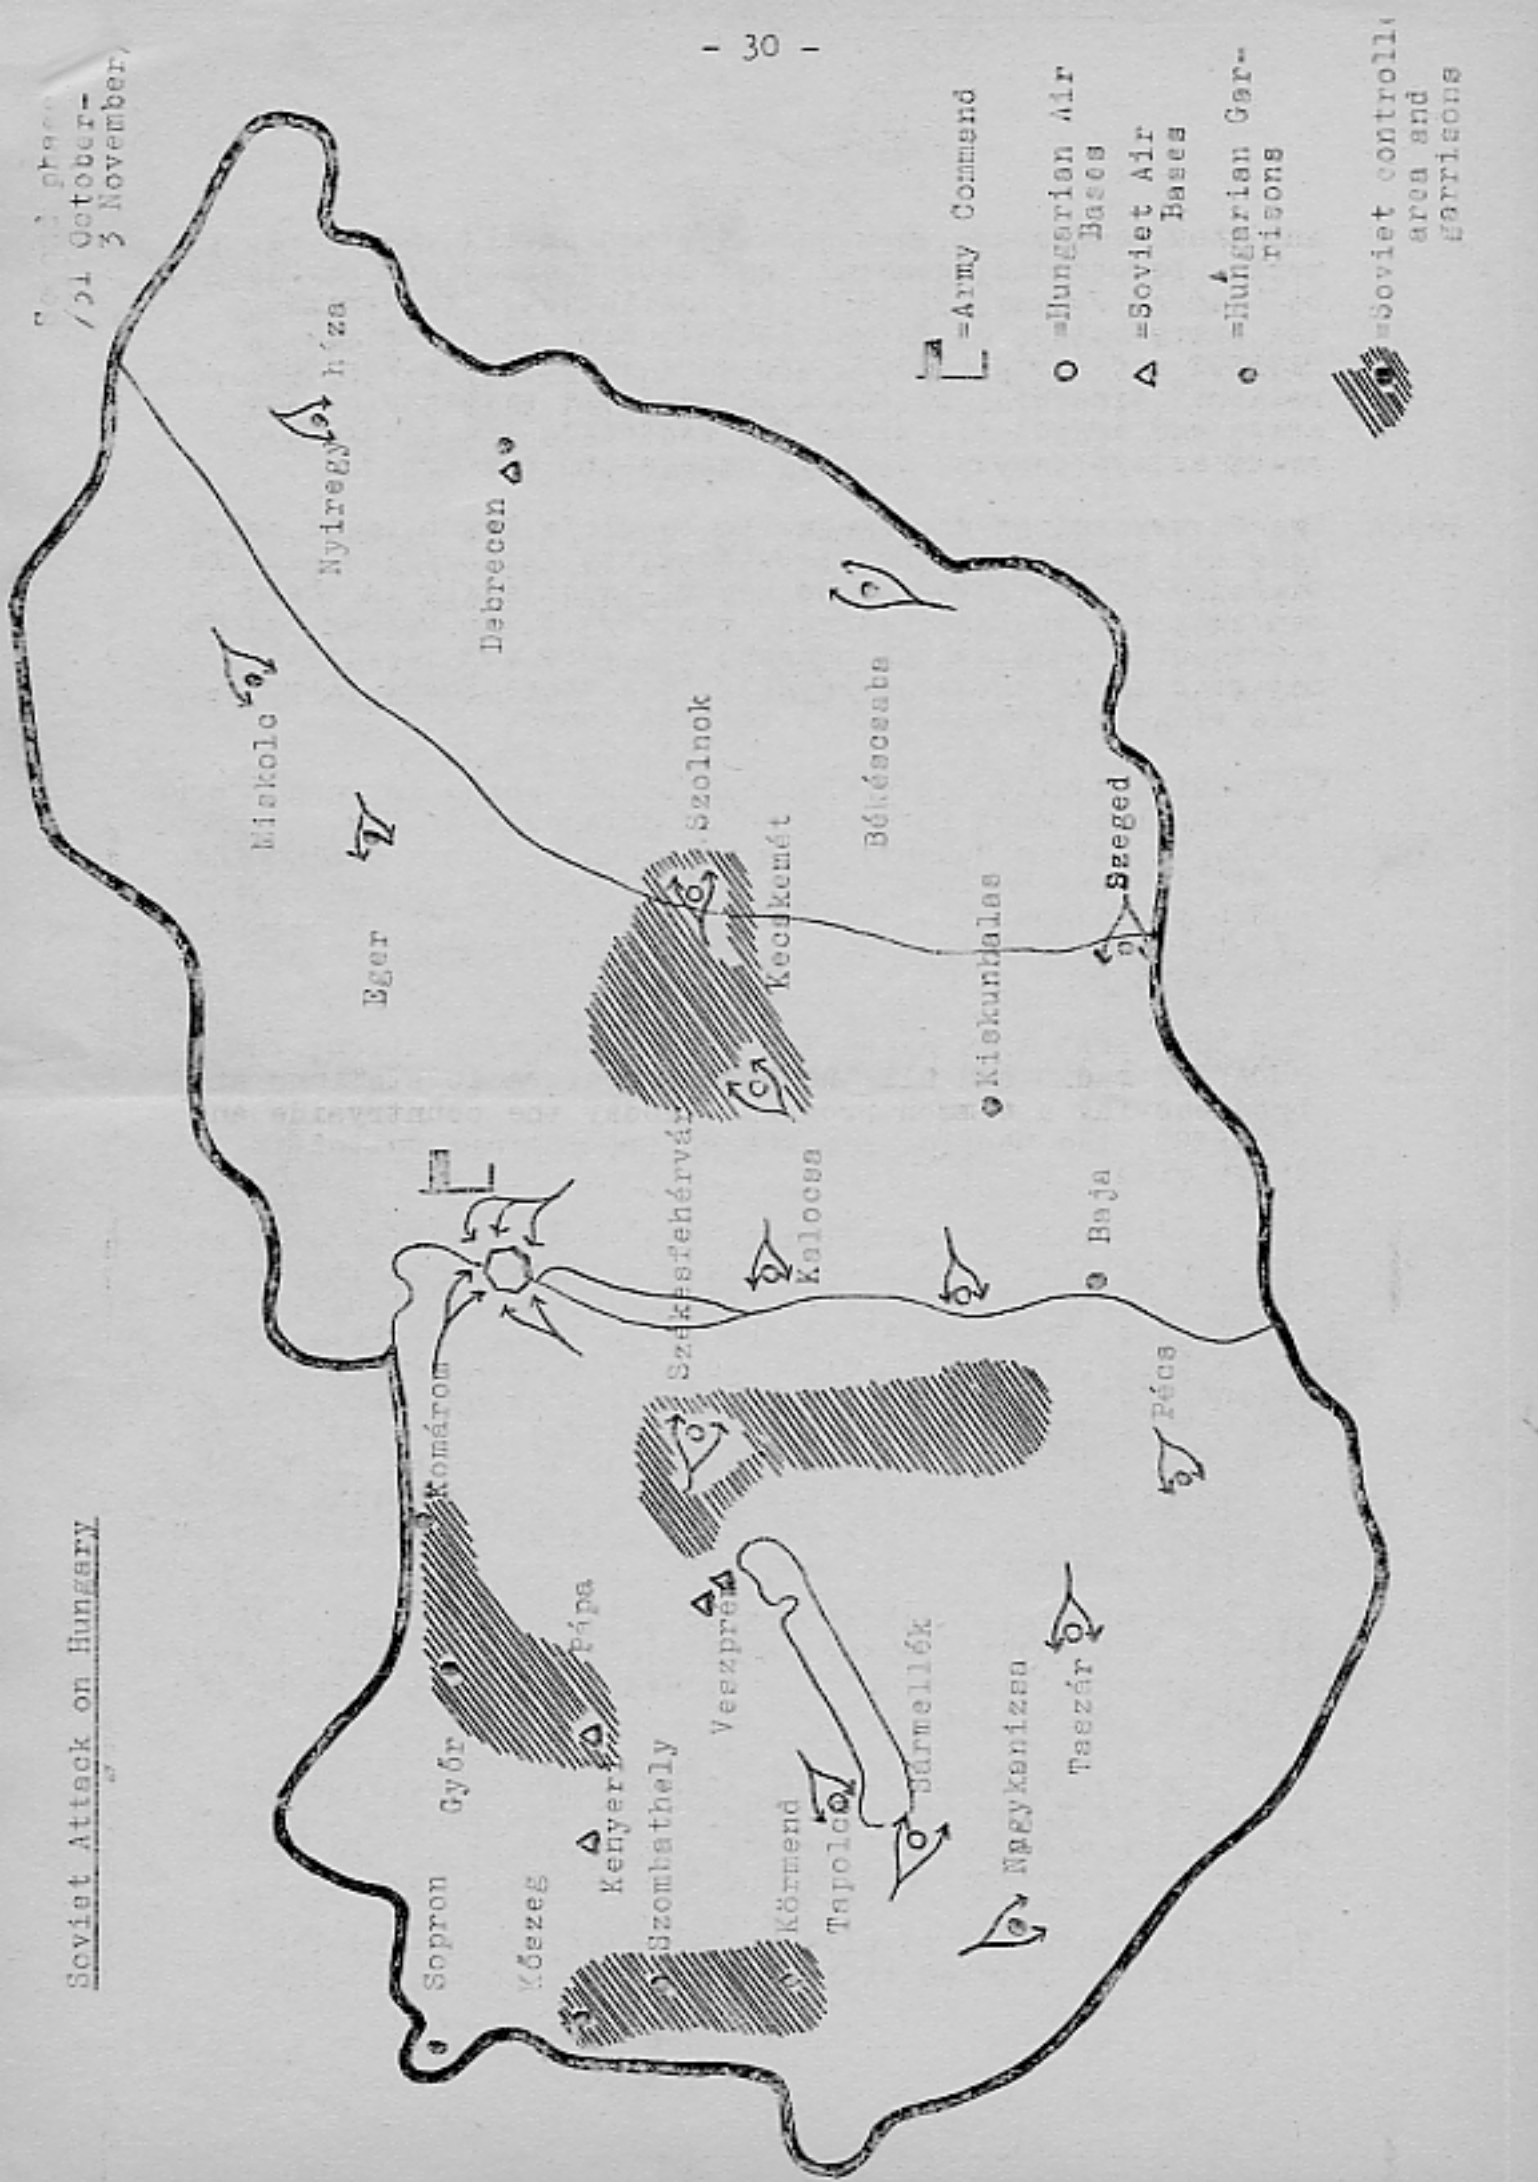 - 30 -
Soviet Attack on Hungary
/31 October-
3 November/
Sopron
Győr
Komárom
Kőszeg
Kenyeri
Pápa
Szombathely
Veszprém
Székesfehérvár
Körmend
Tapolca
Sármellék
Nagykanizsa
Taszár
Pécs
Kalocsa
Baja
Kiskunhalas
Kecskemét
Szolnok
Szeged
Békéscsaba
Eger
Miskolc
Debrecen
Nyiregyháza
=Army Command
=Hungarian Air
Bases
=Soviet Air
Bases
=Hungarian Gar-
risons
=Soviet controlle
area and
garrisons